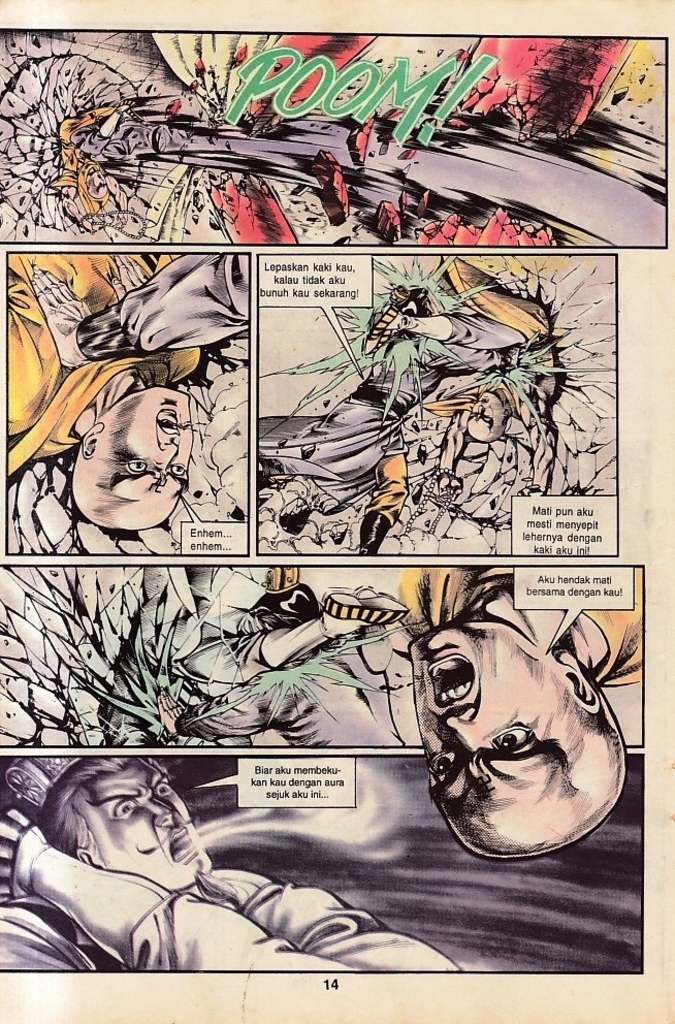 POOM!
Lepaskan kaki kau,
kalau tidak aku
bunuh kau sekarang!
Enhem...
enhem...
Mati pun aku
mesti menyepit
lehernya dengan
kaki aku ini!
Aku hendak mati
bersama dengan kau!
Biar aku membeku-
kan kau dengan aura
sejuk aku ini...
14